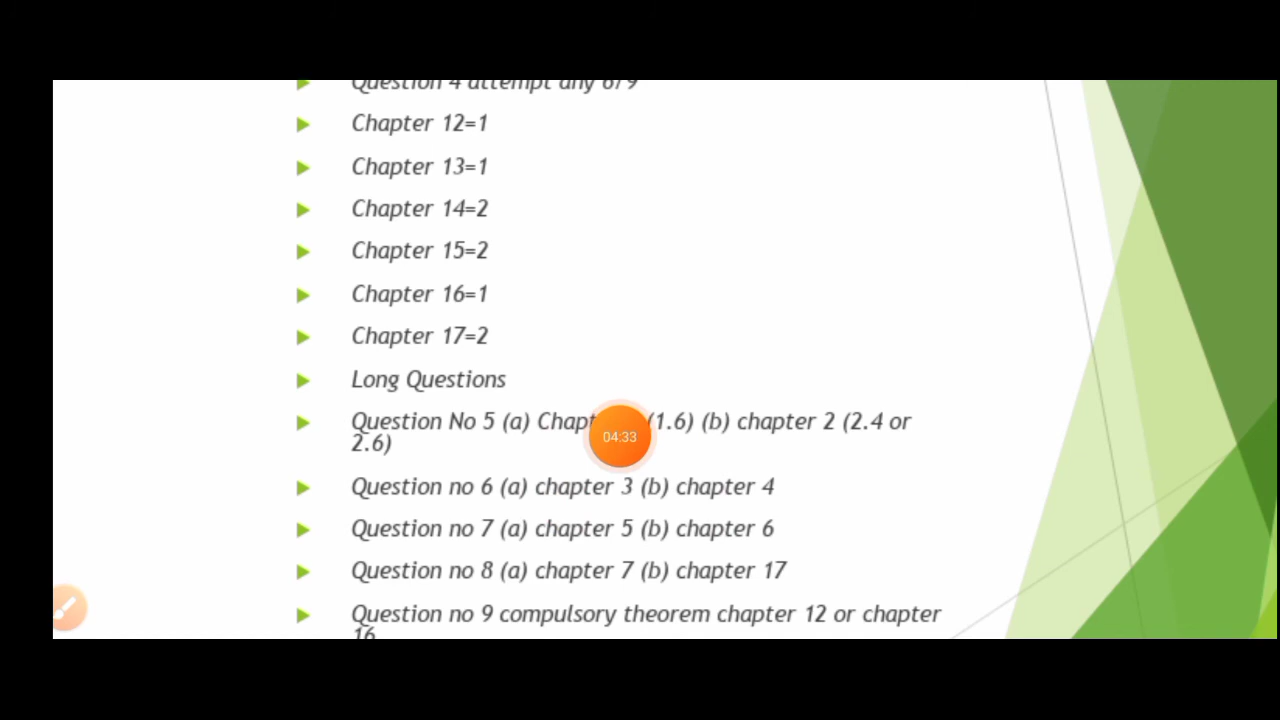 Question 4 attempt any 6/9
Chapter 12=1
Chapter 13=1
Chapter 14=2
Chapter 15=2
Chapter 16=1
Chapter 17=2
Long Questions
Question No 5 (a) (1.6) (b) chapter 2 (2.4 or
2.6)
04:33
Question no 6 (a) chapter 3 (b) chapter 4
Question no 7 (a) chapter 5 (b) chapter 6
Question no 8 (a) chapter 7 (b) chapter 17
Question no 9 compulsory theorem chapter 12 or chapter
16